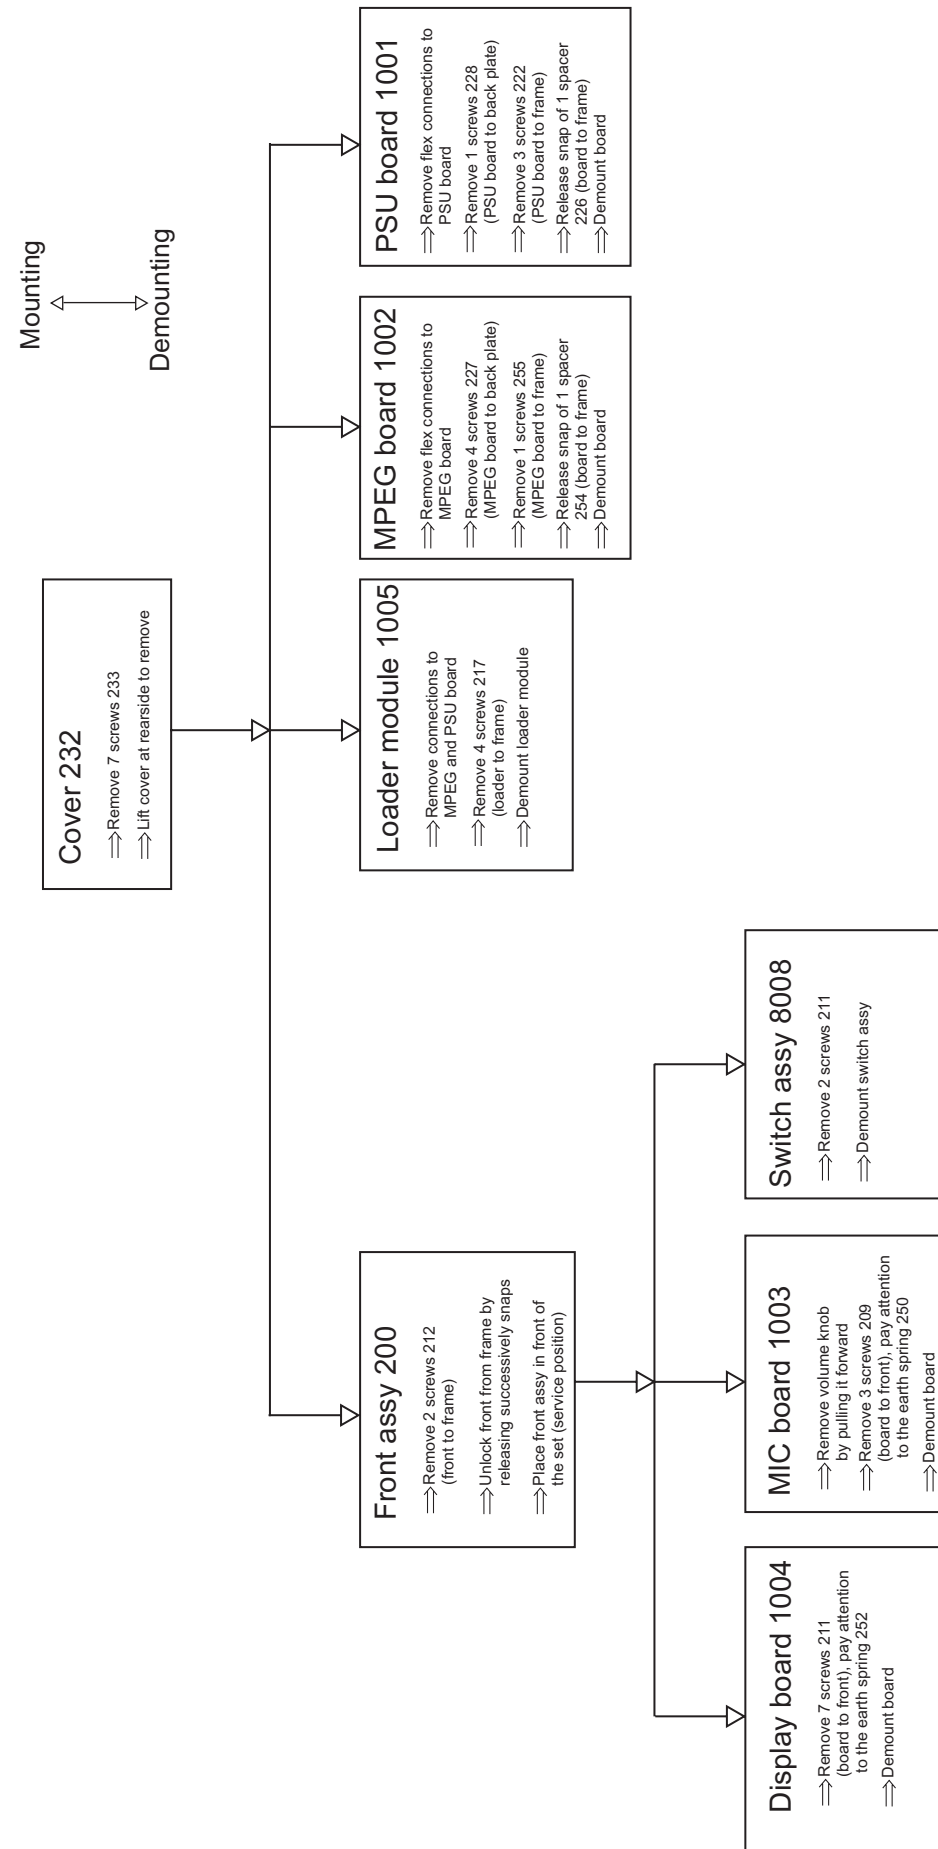 Mounting
Demounting
Cover 232
⇒Remove 7 screws 233
⇒Lift cover at rearside to remove
Front assy 200
⇒Remove 2 screws 212
(front to frame)
⇒Unlock front from frame by
releasing successively snaps
⇒Place front assy in front of
the set (service position)
Loader module 1005
⇒Remove connections to
MPEG and PSU board
⇒Remove 4 screws 217
(loader to frame)
⇒Demount loader module
MPEG board 1002
⇒Remove flex connections to
MPEG board
⇒Remove 4 screws 227
(MPEG board to back plate)
⇒Remove 1 screws 255
(MPEG board to frame)
⇒Release snap of 1 spacer
254 (board to frame)
⇒Demount board
PSU board 1001
⇒Remove flex connections to
PSU board
⇒Remove 1 screws 228
(PSU board to back plate)
⇒Remove 3 screws 222
(PSU board to frame)
⇒Release snap of 1 spacer
226 (board to frame)
⇒Demount board
Display board 1004
⇒Remove 7 screws 211
(board to front), pay attention
to the earth spring 252
⇒Demount board
MIC board 1003
⇒Remove volume knob
by pulling it forward
⇒Remove 3 screws 209
(board to front), pay attention
to the earth spring 250
⇒Demount board
Switch assy 8008
⇒Remove 2 screws 211
⇒Demount switch assy